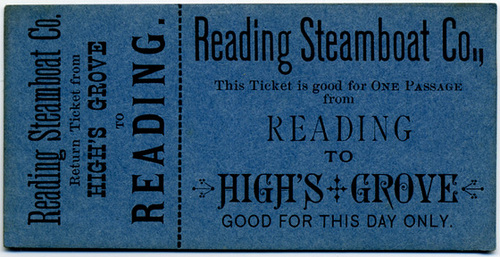 Reading Steamboat Co.
Return Ticket from
HIGH'S GROVE
TO
READING.
Reading Steamboat Co.,
This Ticket is good for ONE PASSAGE
from
READING
TO
HIGH'S GROVE
GOOD FOR THIS DAY ONLY.